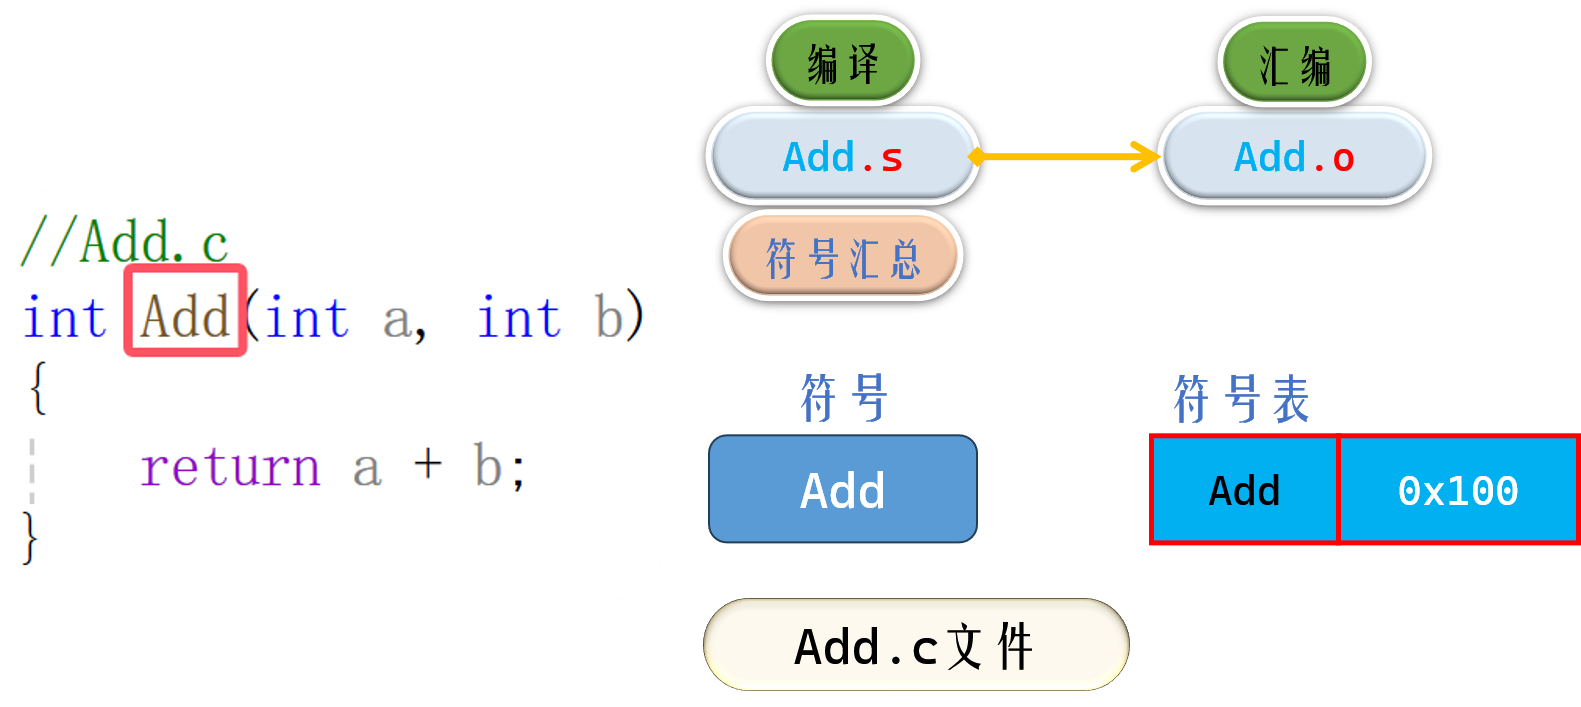 //Add.c
int Add(int a, int b)
{
return a + b;
}
编译
汇编
Add.s
Add.o
符号汇总
符号
符号表
Add
Add
0x100
Add.c文件